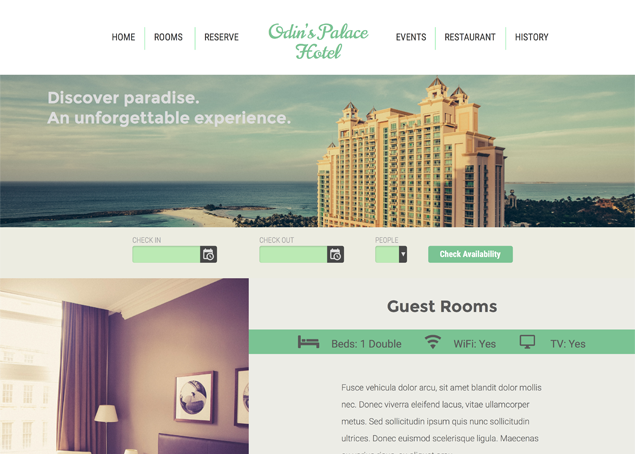 HOME
ROOMS
RESERVE
Odin's Palace
Hotel
EVENTS
RESTAURANT
HISTORY
Discover paradise.
An unforgettable experience.
CHECK IN
CHECK OUT
PEOPLE
Check Availability
Guest Rooms
Beds: 1 Double
WiFi: Yes
TV: Yes
Fusce vehicula dolor arcu, sit amet blandit dolor mollis
nec. Donec viverra eleifend lacus, vitae ullamcorper
metus. Sed sollicitudin ipsum quis nunc sollicitudin
ultrices. Donec euismod scelerisque ligula. Maecenas